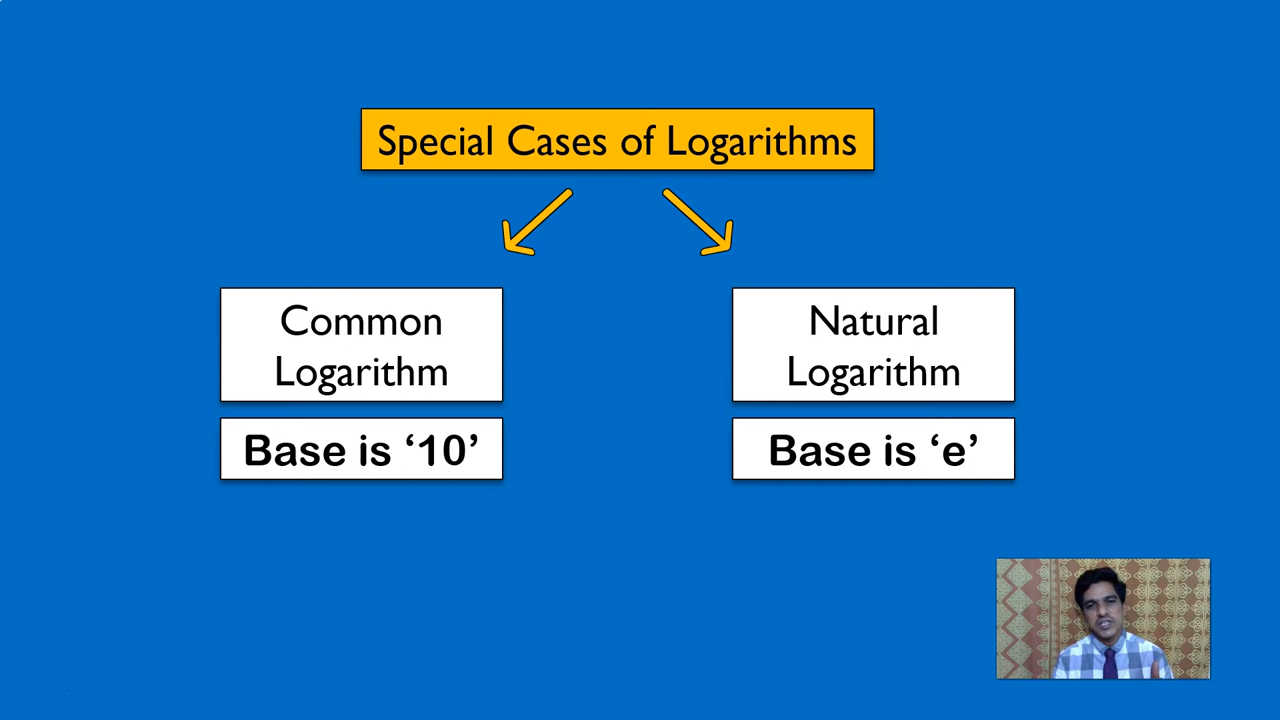 Special Cases of Logarithms
Common
Logarithm
Base is ‘10’
Natural
Logarithm
Base is ‘e’